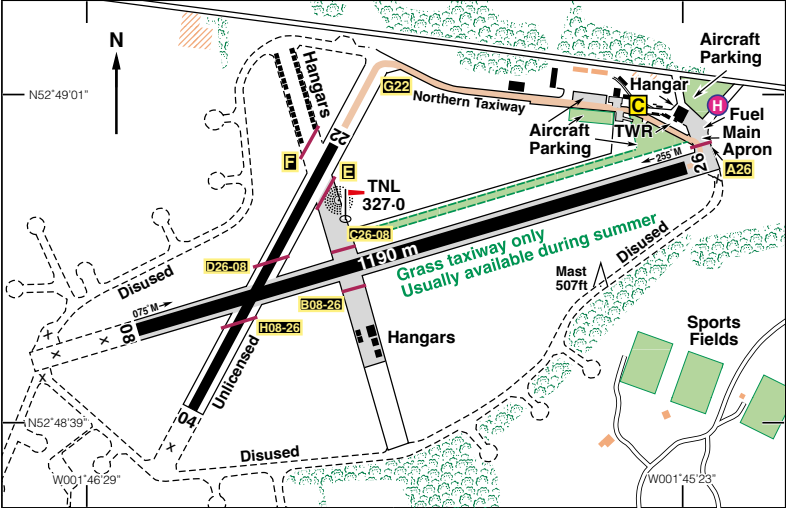 N
N52°49'01"
Hangars
G22
Northern Taxiway
Aircraft
Parking
Hangar
C
H
Fuel
Main
Apron
Aircraft
Parking
TWR
255°M
26
A26
22
F
E
TNL
327·0
C26-08
1190 m
Grass taxiway only
Usually available during summer
Disused
D26-08
Disused
Mast
507ft
075°M
08
B08-26
H08-26
Hangars
Sports
Fields
Unlicensed
04
N52°48'39"
Disused
W001°46'29"
W001°45'23"